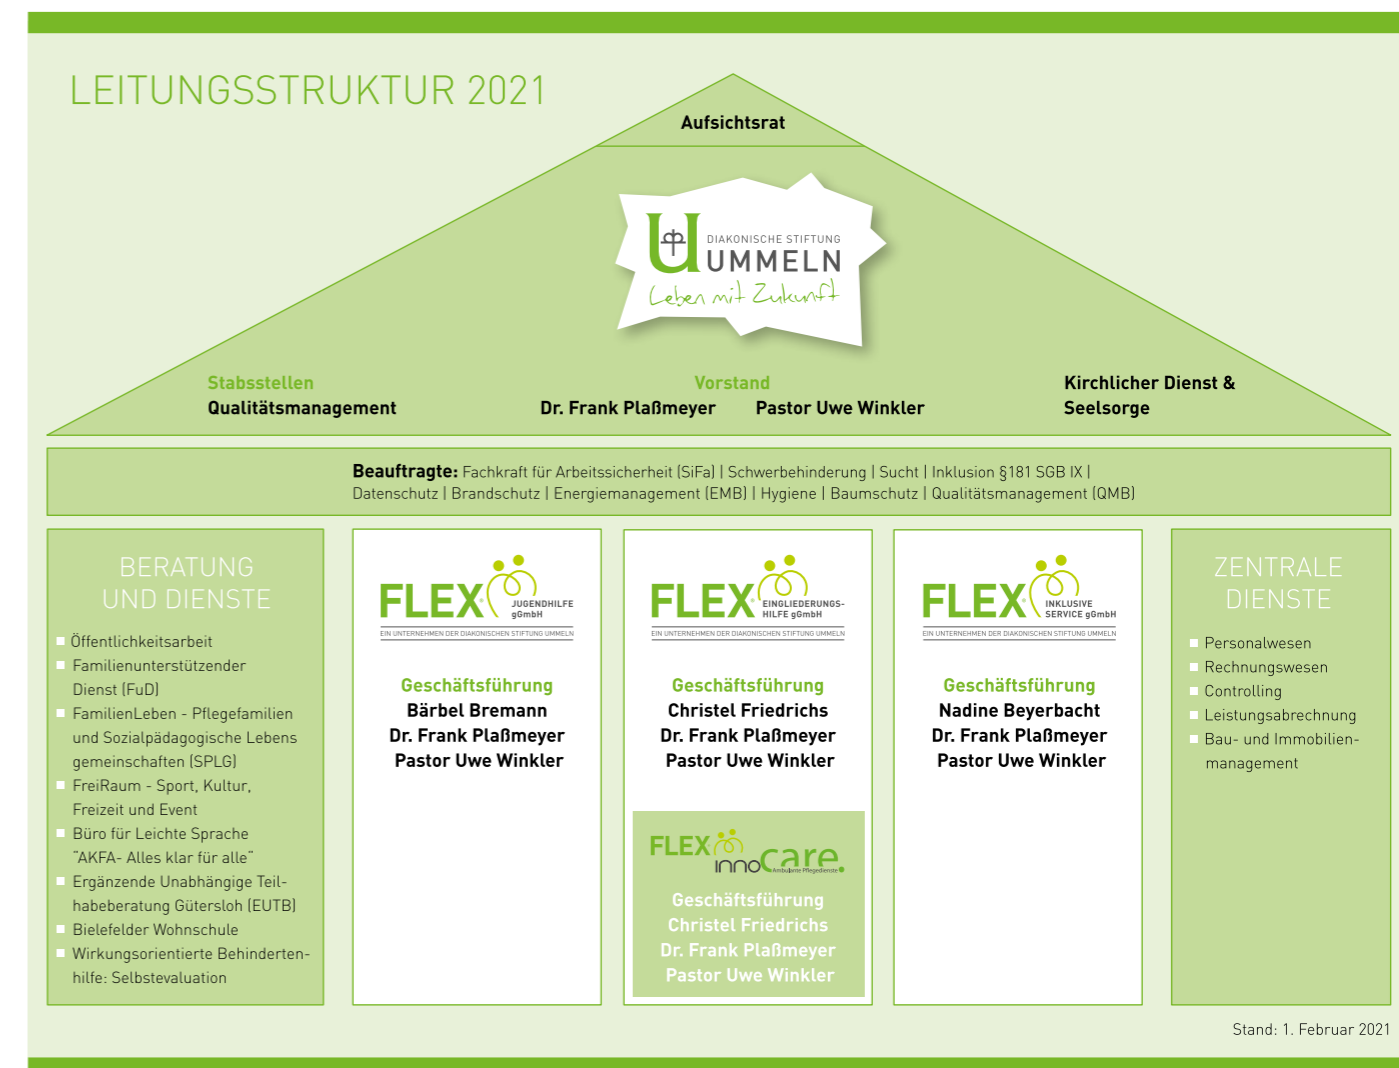 LEITUNGSSTRUKTUR 2021
Aufsichtsrat
DIAKONISCHE STIFTUNG
UMMELN
Leben mit Zukunft
Stabsstellen
Qualitätsmanagement
Vorstand
Dr. Frank Plaßmeyer Pastor Uwe Winkler
Kirchlicher Dienst &
Seelsorge
Beauftragte: Fachkraft für Arbeitssicherheit (SiFa) | Schwerbehinderung | Sucht | Inklusion §181 SGB IX |
Datenschutz | Brandschutz | Energiemanagement (EMB) | Hygiene | Baumschutz | Qualitätsmanagement (QMB)
BERATUNG
UND DIENSTE
Öffentlichkeitsarbeit
Familienunterstützender
Dienst (FuD)
FamilienLeben - Pflegefamilien
und Sozialpädagogische Lebens
gemeinschaften (SPLG)
FreiRaum - Sport, Kultur,
Freizeit und Event
Büro für Leichte Sprache
"AKFA- Alles klar für alle"
Ergänzende Unabhängige Teil-
habeberatung Gütersloh (EUTB)
Bielefelder Wohnschule
Wirkungsorientierte Behinderten-
hilfe: Selbstevaluation
FLEX®
JUGENDHILFE
gGmbH
EIN UNTERNEHMEN DER DIAKONISCHEN STIFTUNG UMMELN
Geschäftsführung
Bärbel Bremann
Dr. Frank Plaßmeyer
Pastor Uwe Winkler
FLEX®
EINGLIEDERUNGS-
HILFE gGmbH
EIN UNTERNEHMEN DER DIAKONISCHEN STIFTUNG UMMELN
Geschäftsführung
Christel Friedrichs
Dr. Frank Plaßmeyer
Pastor Uwe Winkler
FLEX®
innocare.
Ambulante Pflegedienste
Geschäftsführung
Christel Friedrichs
Dr. Frank Plaßmeyer
Pastor Uwe Winkler
FLEX®
INKLUSIVE
SERVICE gGmbH
EIN UNTERNEHMEN DER DIAKONISCHEN STIFTUNG UMMELN
Geschäftsführung
Nadine Beyerbacht
Dr. Frank Plaßmeyer
Pastor Uwe Winkler
ZENTRALE
DIENSTE
Personalwesen
Rechnungswesen
Controlling
Leistungsabrechnung
Bau- und Immobilien-
management
Stand: 1. Februar 2021